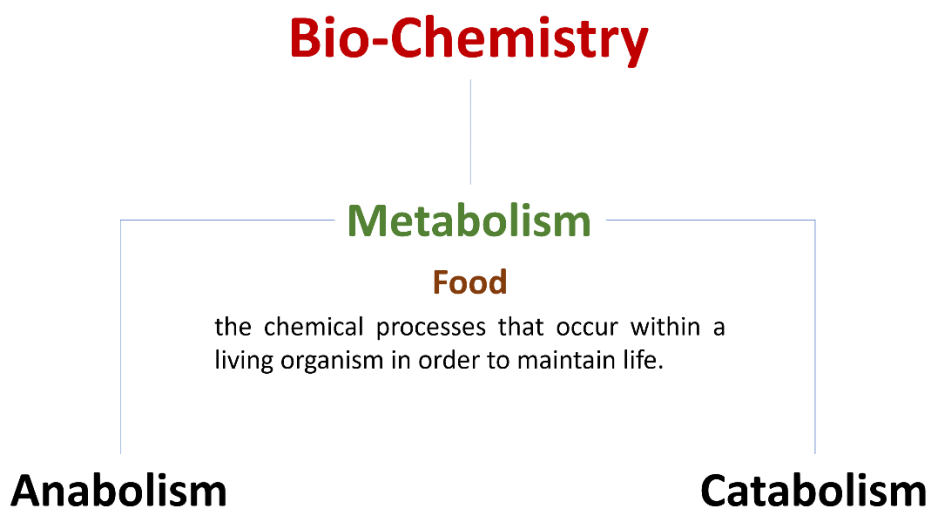 Bio-Chemistry
Metabolism
Food
the chemical processes that occur within a
living organism in order to maintain life.
Anabolism
Catabolism